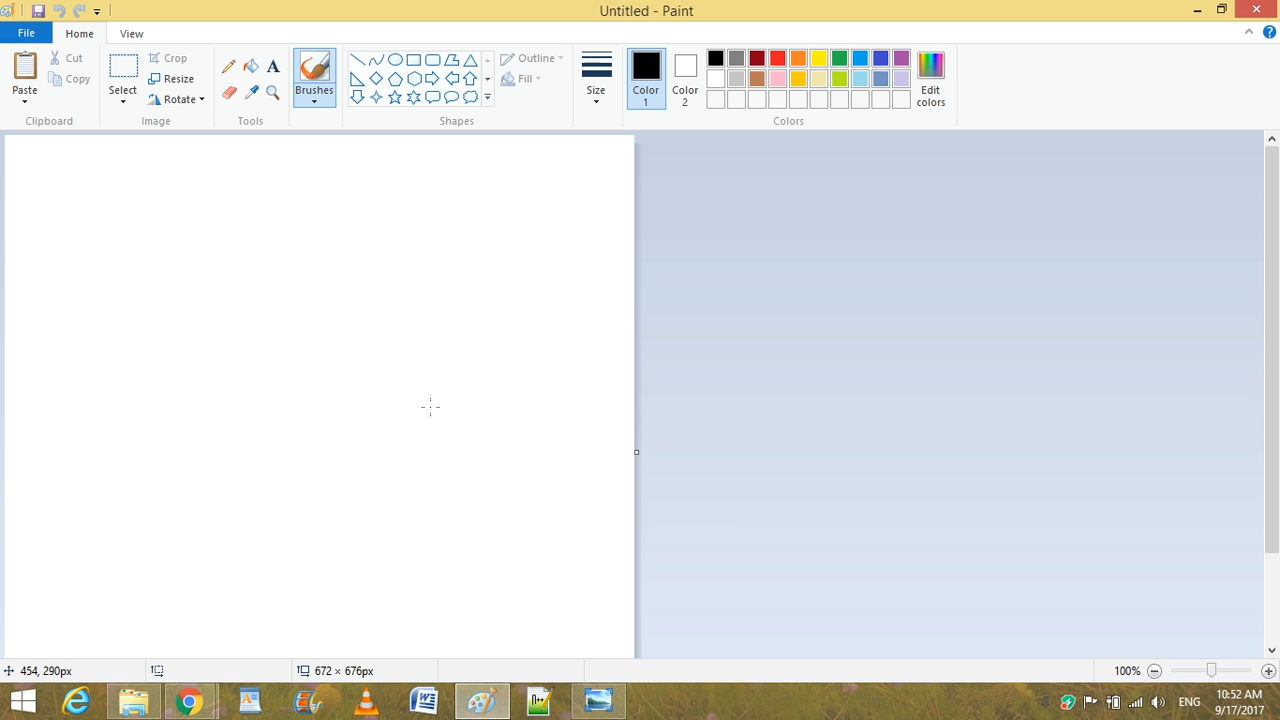 Untitled - Paint
File Home View
Paste
Cut
Copy
Clipboard
Select
Crop
Resize
Rotate
Image
A
Tools
Brushes
Shapes
Outline
Fill
Size
Color 1
Color 2
Edit colors
Colors
454, 290px
672 × 676px
100%
ENG
10:52 AM
9/17/2017